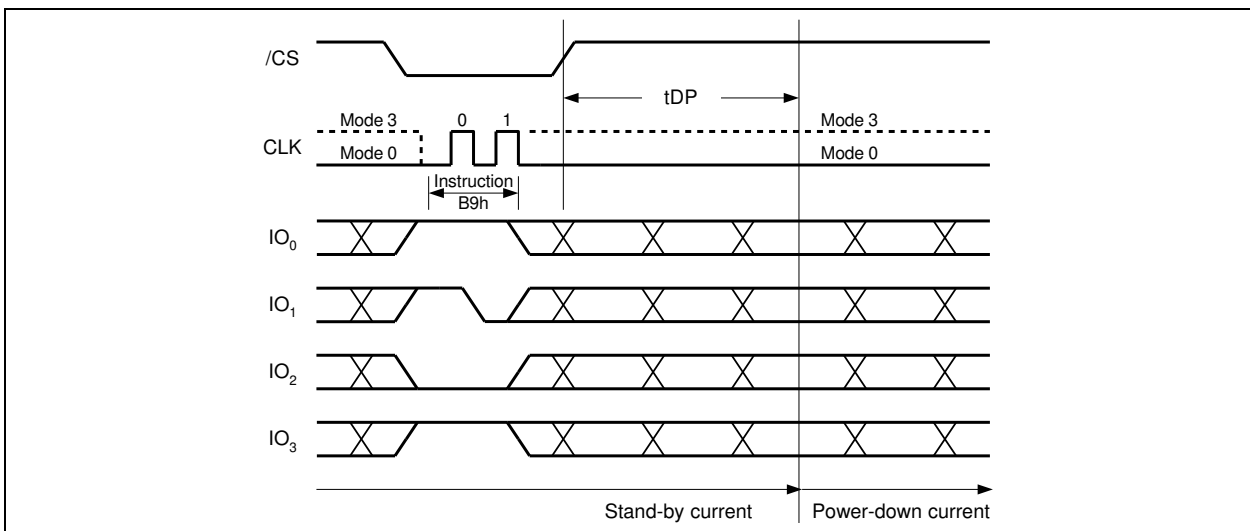 /CS
tDP
Mode 3 0 1 Mode 3
CLK
Mode 0 Mode 0
Instruction
B9h
IO0
IO1
IO2
IO3
Stand-by current Power-down current